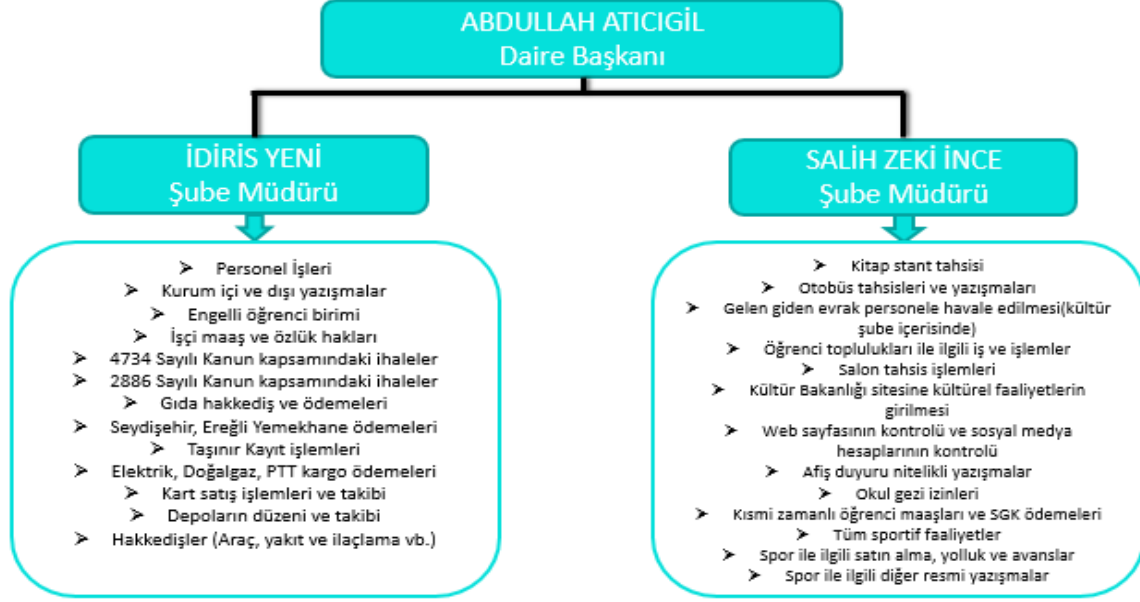 ABDULLAH ATICIGİL
Daire Başkanı
İDİRİS YENİ
Şube Müdürü
➤ Personel İşleri
➤ Kurum içi ve dışı yazışmalar
➤ Engelli öğrenci birimi
➤ İşçi maaş ve özlük hakları
➤ 4734 Sayılı Kanun kapsamındaki ihaleler
➤ 2886 Sayılı Kanun kapsamındaki ihaleler
➤ Gıda hakkediş ve ödemeleri
➤ Seydişehir, Ereğli Yemekhane ödemeleri
➤ Taşınır Kayıt işlemleri
➤ Elektrik, Doğalgaz, PTT kargo ödemeleri
➤ Kart satış işlemleri ve takibi
➤ Depoların düzeni ve takibi
➤ Hakkedişler (Araç, yakıt ve ilaçlama vb.)
SALİH ZEKİ İNCE
Şube Müdürü
➤ Kitap stant tahsisi
➤ Otobüs tahsisleri ve yazışmaları
➤ Gelen giden evrak personele havale edilmesi(kültür
şube içerisinde)
➤ Öğrenci toplulukları ile ilgili iş ve işlemler
➤ Salon tahsis işlemleri
➤ Kültür Bakanlığı sitesine kültürel faaliyetlerin
girilmesi
➤ Web sayfasının kontrolü ve sosyal medya
hesaplarının kontrolü
➤ Afiş duyuru nitelikli yazışmalar
➤ Okul gezi izinleri
➤ Kısmi zamanlı öğrenci maaşları ve SGK ödemeleri
➤ Tüm sportif faaliyetler
➤ Spor ile ilgili satın alma, yolluk ve avanslar
➤ Spor ile ilgili diğer resmi yazışmalar